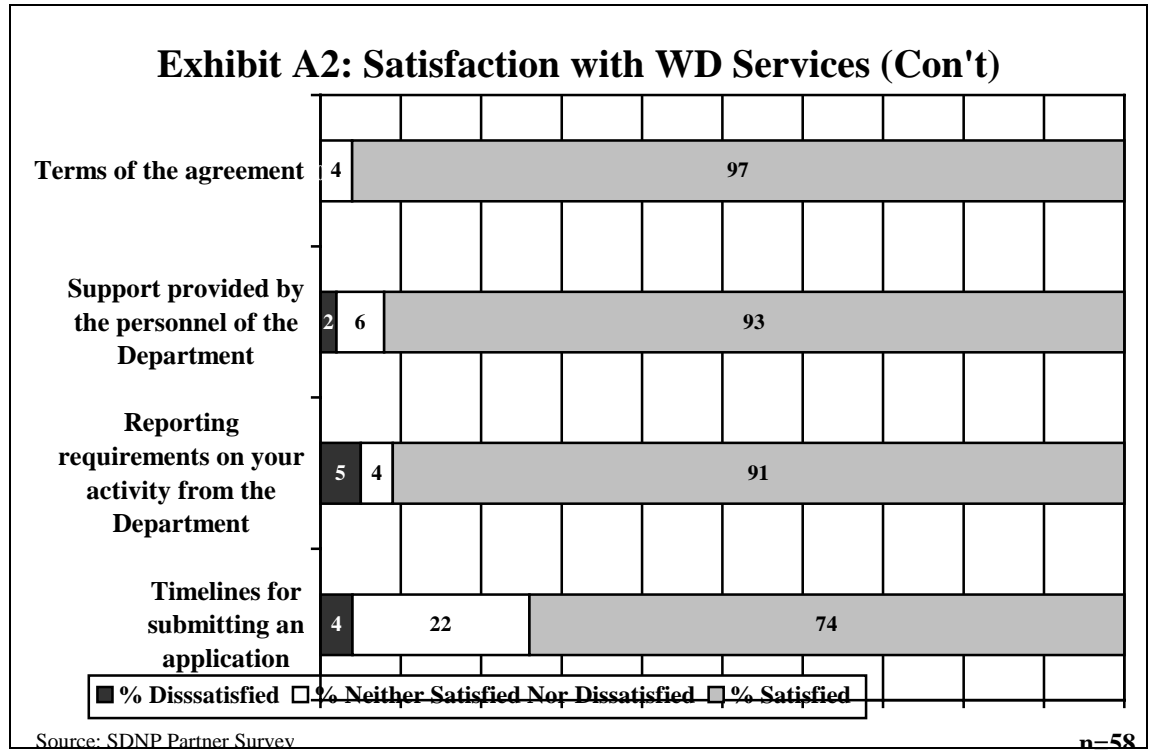 Exhibit A2: Satisfaction with WD Services (Con't)
Terms of the agreement
4 97
Support provided by
the personnel of the
Department
2 6 93
Reporting
requirements on your
activity from the
Department
5 4 91
Timelines for
submitting an
application
4 22 74
% Disssatisfied % Neither Satisfied Nor Dissatisfied % Satisfied
Source: SDNP Partner Survey
n=58